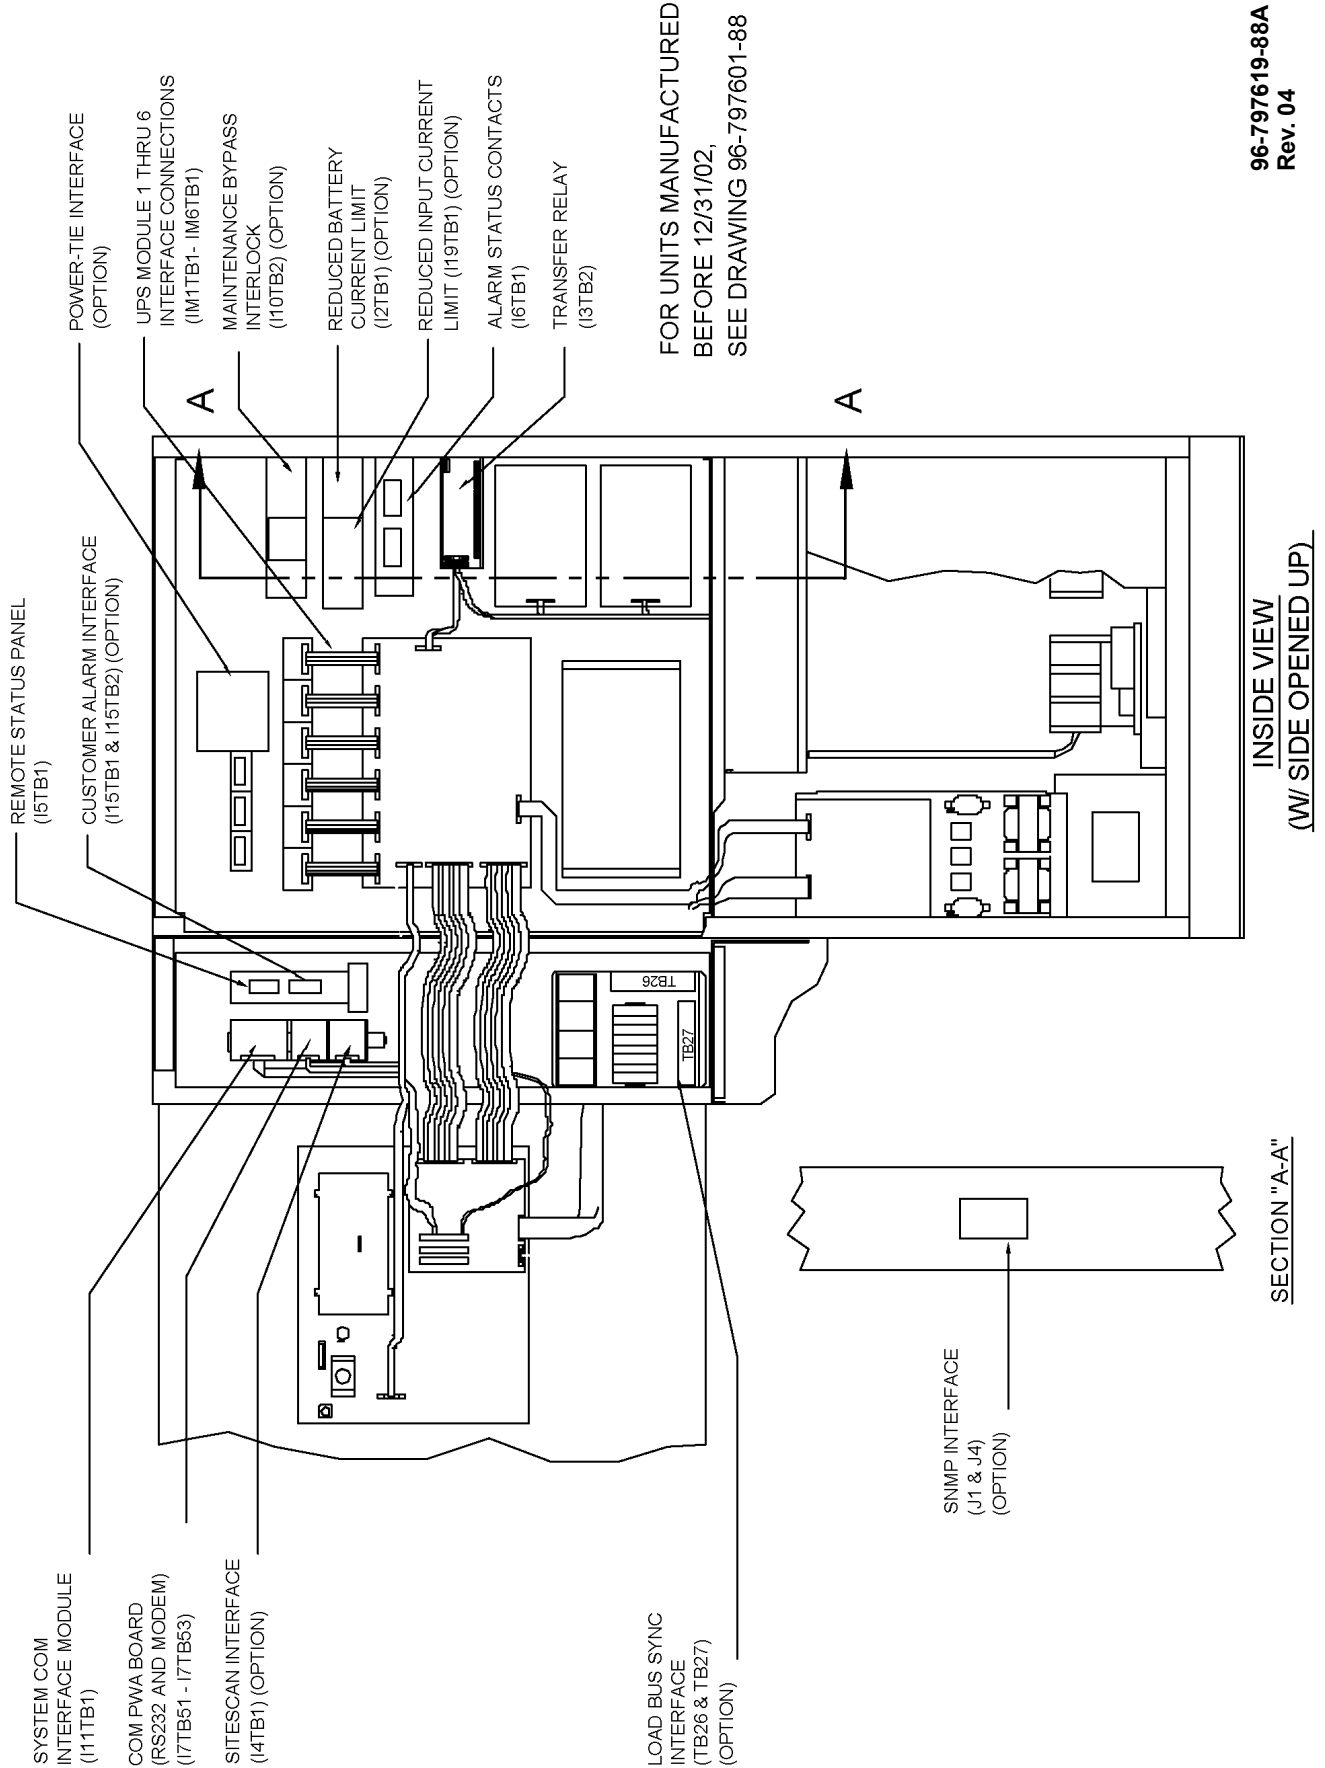 REMOTE STATUS PANEL
(I5TB1)
CUSTOMER ALARM INTERFACE
(I15TB1 & I15TB2) (OPTION)
POWER-TIE INTERFACE
(OPTION)
UPS MODULE 1 THRU 6
INTERFACE CONNECTIONS
(IM1TB1- IM6TB1)
MAINTENANCE BYPASS
INTERLOCK
(I10TB2) (OPTION)
REDUCED BATTERY
CURRENT LIMIT
(I2TB1) (OPTION)
REDUCED INPUT CURRENT
LIMIT (I19TB1) (OPTION)
ALARM STATUS CONTACTS
(I6TB1)
TRANSFER RELAY
(I3TB2)
FOR UNITS MANUFACTURED
BEFORE 12/31/02,
SEE DRAWING 96-797601-88
A
A
SYSTEM COM
INTERFACE MODULE
(I11TB1)
COM PWA BOARD
(RS232 AND MODEM)
(I7TB51 - I7TB53)
SITESCAN INTERFACE
(I4TB1) (OPTION)
TB26
TB27
LOAD BUS SYNC
INTERFACE
(TB26 & TB27)
(OPTION)
SNMP INTERFACE
(J1 & J4)
(OPTION)
SECTION "A-A"
INSIDE VIEW
(W/ SIDE OPENED UP)
96-797619-88A
Rev. 04